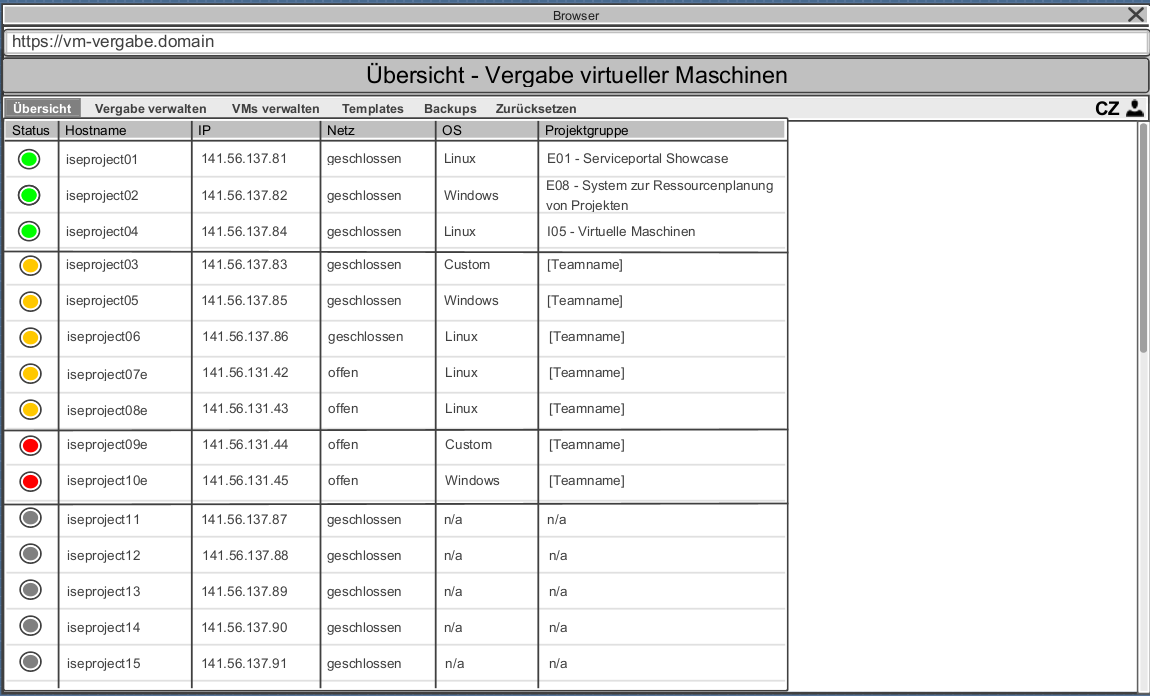 Browser
https://vm-vergabe.domain
Übersicht - Vergabe virtueller Maschinen
Übersicht Vergabe verwalten VMs verwalten Templates Backups Zurücksetzen CZ
Status Hostname IP Netz OS Projektgruppe
iseproject01 141.56.137.81 geschlossen Linux E01 - Serviceportal Showcase
iseproject02 141.56.137.82 geschlossen Windows E08 - System zur Ressourcenplanung
von Projekten
iseproject04 141.56.137.84 geschlossen Linux I05 - Virtuelle Maschinen
iseproject03 141.56.137.83 geschlossen Custom [Teamname]
iseproject05 141.56.137.85 geschlossen Windows [Teamname]
iseproject06 141.56.137.86 geschlossen Linux [Teamname]
iseproject07e 141.56.131.42 offen Linux [Teamname]
iseproject08e 141.56.131.43 offen Linux [Teamname]
iseproject09e 141.56.131.44 offen Custom [Teamname]
iseproject10e 141.56.131.45 offen Windows [Teamname]
iseproject11 141.56.137.87 geschlossen n/a n/a
iseproject12 141.56.137.88 geschlossen n/a n/a
iseproject13 141.56.137.89 geschlossen n/a n/a
iseproject14 141.56.137.90 geschlossen n/a n/a
iseproject15 141.56.137.91 geschlossen n/a n/a